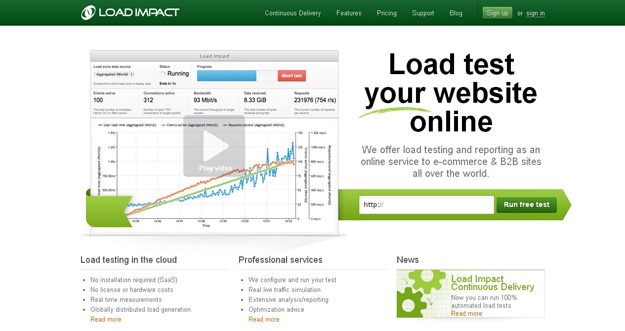 LOAD IMPACT
Continuous Delivery Features Pricing Support Blog Sign up or sign in
Load Impact
Load zone data source Status Progress
Aggregated (World) Running Abort test
Clients active Connections active Bandwidth Data received Requests
100 312 93 Mbit/s 8.33 GiB 231976 (754 r/s)
Play video
Time
Load test
your website
online
We offer load testing and reporting as an
online service to e-commerce & B2B sites
all over the world.
http:// Run free test
Load testing in the cloud
No installation required (SaaS)
No license or hardware costs
Real time measurements
Globally distributed load generation
Read more
Professional services
We configure and run your test
Real live traffic simulation
Extensive analysis/reporting
Optimization advice
Read more
News
Load Impact
Continuous Delivery
Now you can run 100%
automated load tests
Read more